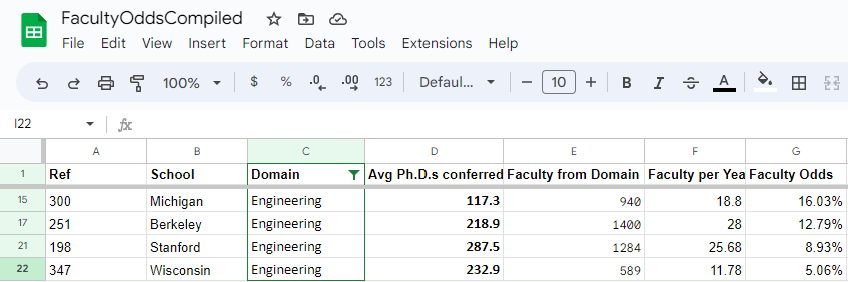 FacultyOddsCompiled
File Edit View Insert Format Data Tools Extensions Help
100% $ % .0 .00 123 Defaul... − 10 + B I S A
I22 fx
A B C D E F G
1 Ref School Domain Avg Ph.D.s conferred Faculty from Domain Faculty per Yea Faculty Odds
15 300 Michigan Engineering 117.3 940 18.8 16.03%
17 251 Berkeley Engineering 218.9 1400 28 12.79%
21 198 Stanford Engineering 287.5 1284 25.68 8.93%
22 347 Wisconsin Engineering 232.9 589 11.78 5.06%